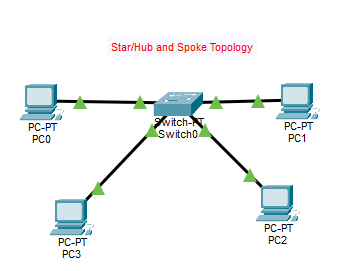 Star/Hub and Spoke Topology
PC-PT
PC0
Switch-PT
Switch0
PC-PT
PC1
PC-PT
PC3
PC-PT
PC2